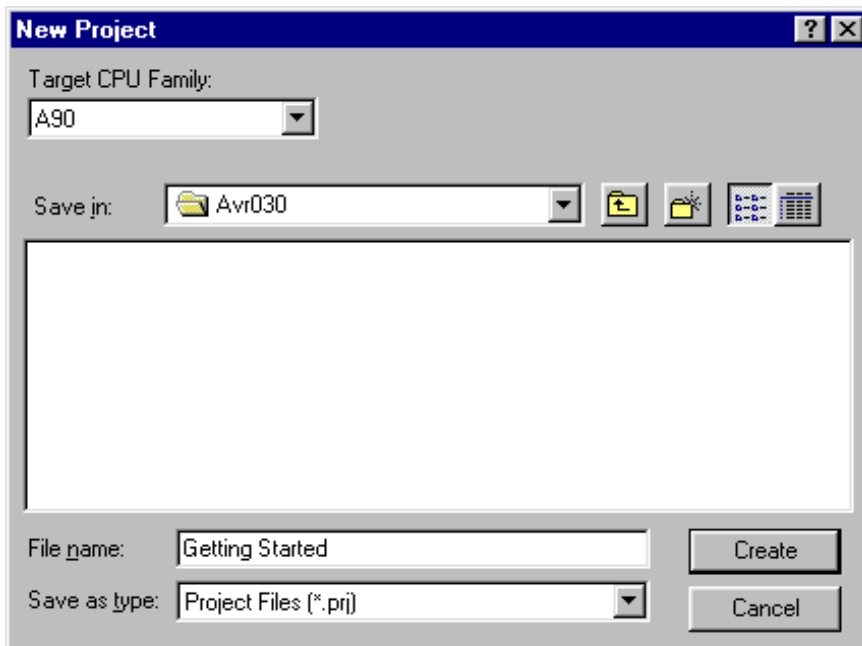 New Project
Target CPU Family:
A90
Save in: Avr030
File name: Getting Started
Create
Save as type: Project Files (*.prj)
Cancel